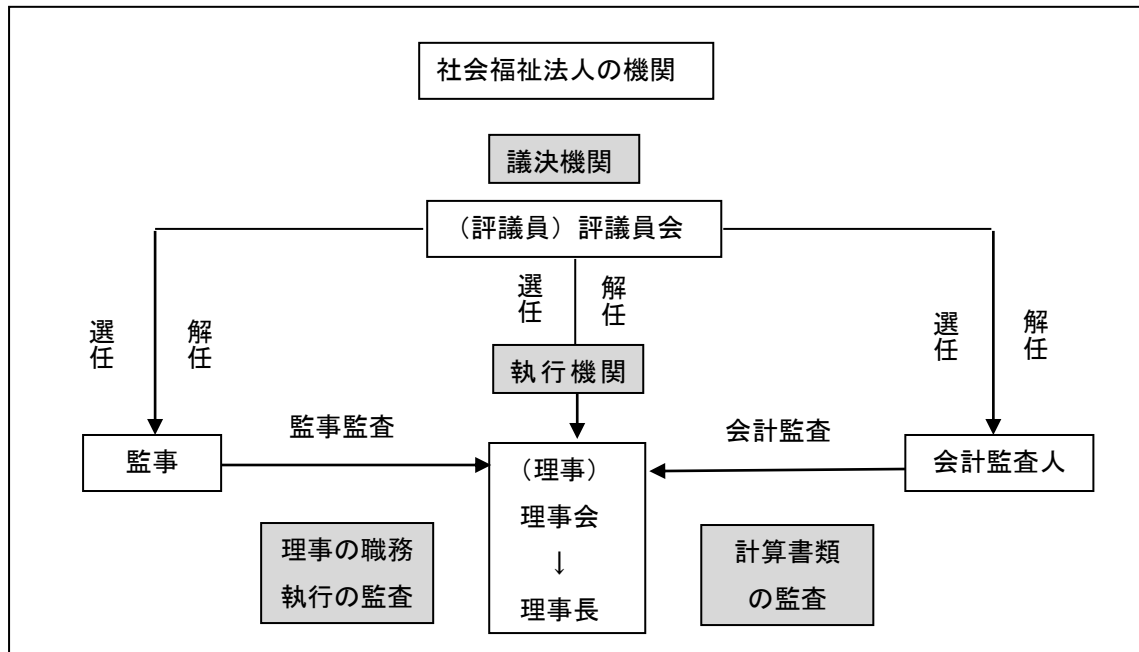 社会福祉法人の機関
議決機関
（評議員）評議員会
選任
解任
選任
解任
選任
解任
執行機関
監事監査
会計監査
監事
（理事）
理事会
↓
理事長
会計監査人
理事の職務
執行の監査
計算書類
の監査